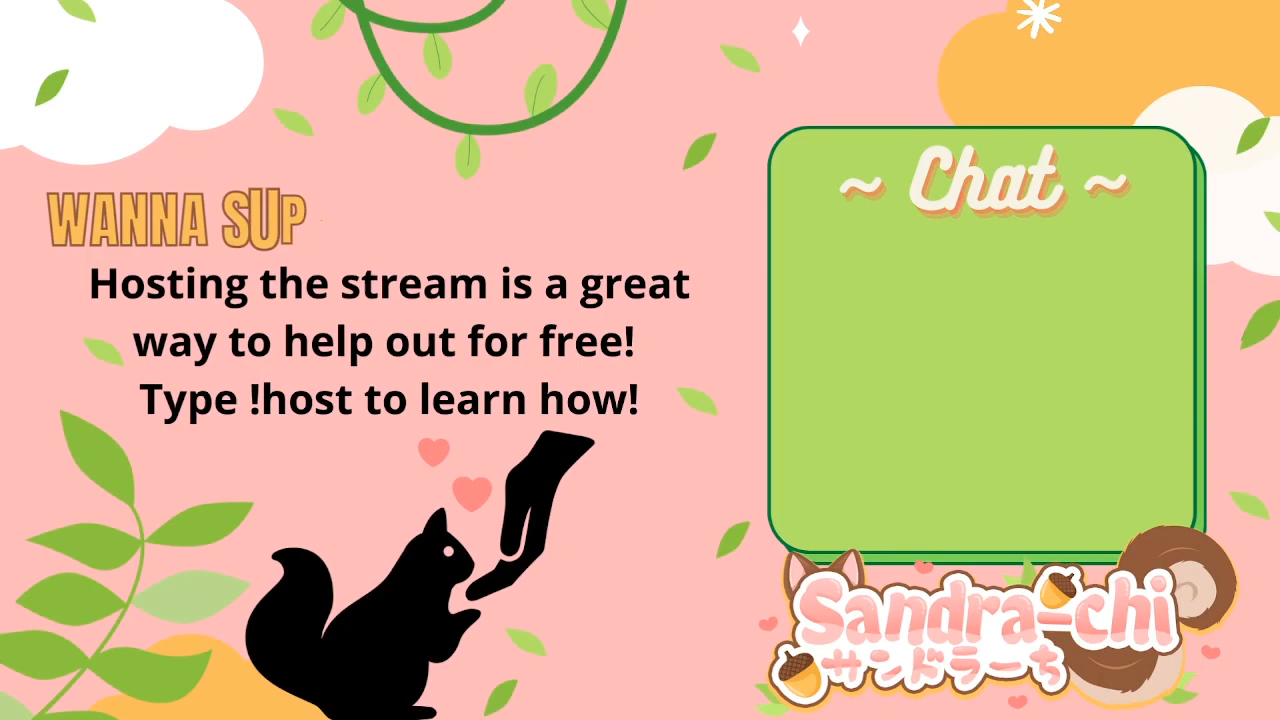 WANNA SUP
Hosting the stream is a great
way to help out for free!
Type !host to learn how!
~ Chat ~
Sandra-chi
サンドラーち